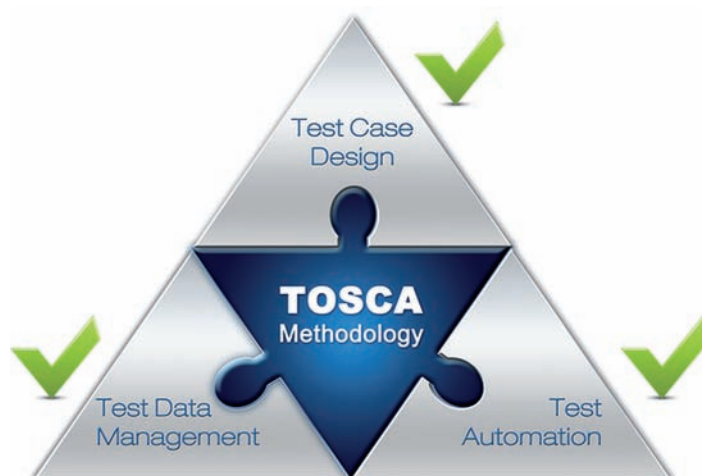 Test Case
Design
TOSCA
Methodology
Test Data
Management
Test
Automation